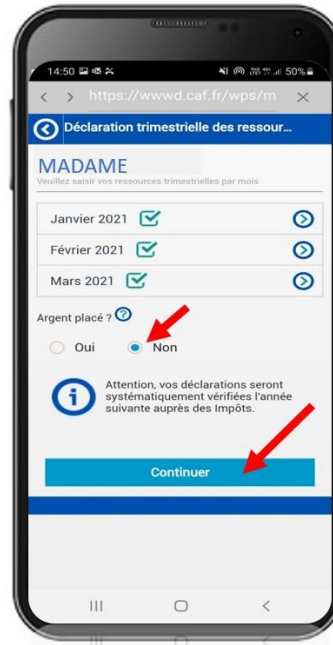 14:50 50%
https://wwwd.caf.fr/wps/m
Déclaration trimestrielle des ressour...
MADAME
Veuillez saisir vos ressources trimestrielles par mois
Janvier 2021
Février 2021
Mars 2021
Argent placé ?
Oui Non
Attention, vos déclarations seront
systématiquement vérifiées l'année
suivante auprès des Impôts.
Continuer